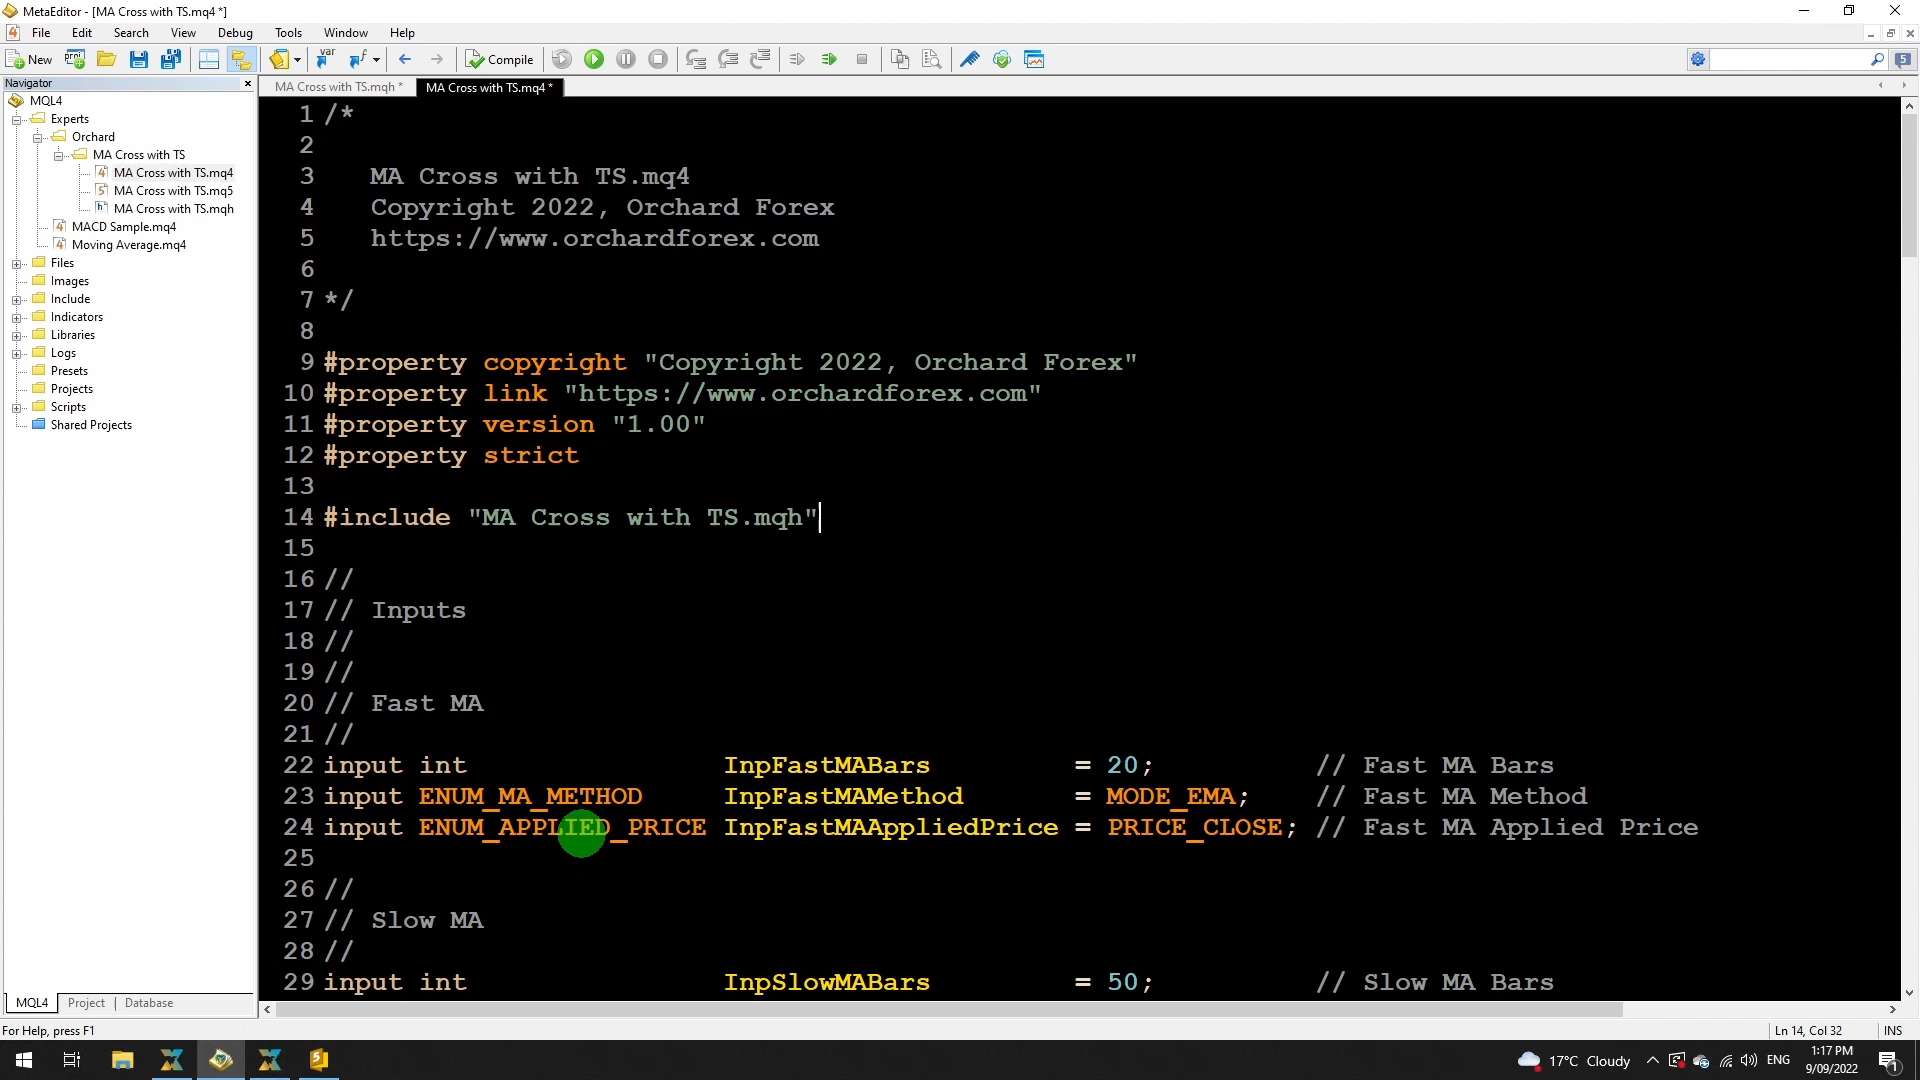 MetaEditor - [MA Cross with TS.mq4 *]
File Edit Search View Debug Tools Window Help
New Compile
Navigator
MA Cross with TS.mqh * MA Cross with TS.mq4 *
MQL4
Experts
Orchard
MA Cross with TS
MA Cross with TS.mq4
MA Cross with TS.mq5
MA Cross with TS.mqh
MACD Sample.mq4
Moving Average.mq4
Files
Images
Include
Indicators
Libraries
Logs
Presets
Projects
Scripts
Shared Projects
1 /*
2
3 MA Cross with TS.mq4
4 Copyright 2022, Orchard Forex
5 https://www.orchardforex.com
6
7 */
8
9 #property copyright "Copyright 2022, Orchard Forex"
10 #property link "https://www.orchardforex.com"
11 #property version "1.00"
12 #property strict
13
14 #include "MA Cross with TS.mqh"
15
16 //
17 // Inputs
18 //
19 //
20 // Fast MA
21 //
22 input int InpFastMABars = 20; // Fast MA Bars
23 input ENUM_MA_METHOD InpFastMAMethod = MODE_EMA; // Fast MA Method
24 input ENUM_APPLIED_PRICE InpFastMAAppliedPrice = PRICE_CLOSE; // Fast MA Applied Price
25
26 //
27 // Slow MA
28 //
29 input int InpSlowMABars = 50; // Slow MA Bars
MQL4 Project | Database
For Help, press F1 Ln 14, Col 32 INS
17°C Cloudy ENG 1:17 PM
9/09/2022